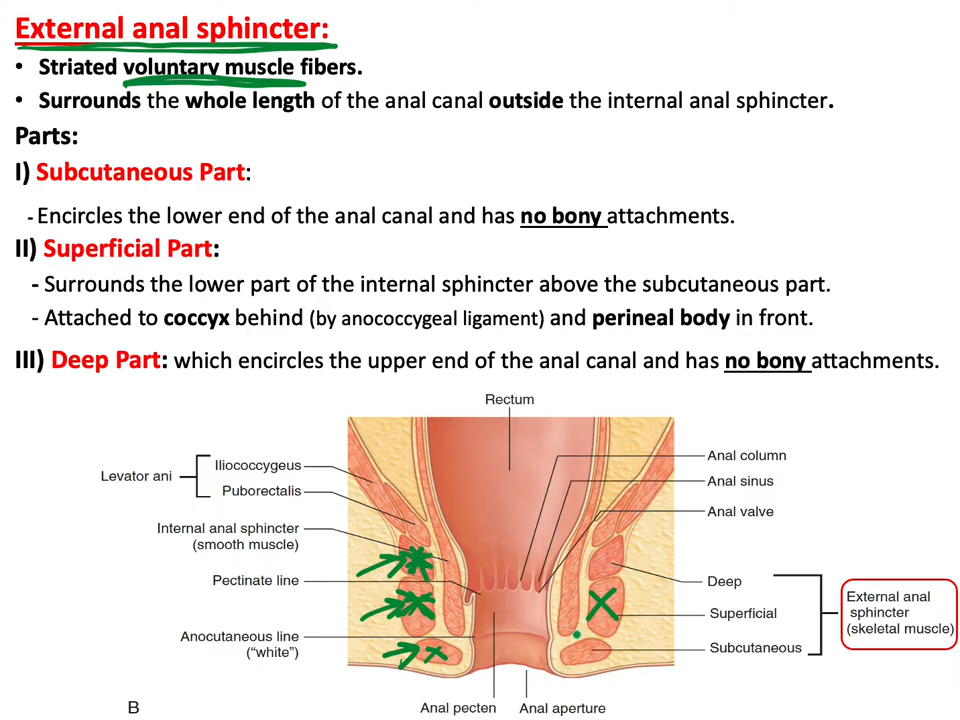 External anal sphincter:
• Striated voluntary muscle fibers.
• Surrounds the whole length of the anal canal outside the internal anal sphincter.
Parts:
I) Subcutaneous Part:
- Encircles the lower end of the anal canal and has no bony attachments.
II) Superficial Part:
- Surrounds the lower part of the internal sphincter above the subcutaneous part.
- Attached to coccyx behind (by anococcygeal ligament) and perineal body in front.
III) Deep Part: which encircles the upper end of the anal canal and has no bony attachments.
Rectum
Levator ani
Iliococcygeus
Puborectalis
Internal anal sphincter
(smooth muscle)
Pectinate line
Anocutaneous line
("white")
Anal column
Anal sinus
Anal valve
Deep
Superficial
Subcutaneous
External anal
sphincter
(skeletal muscle)
B
Anal pecten
Anal aperture